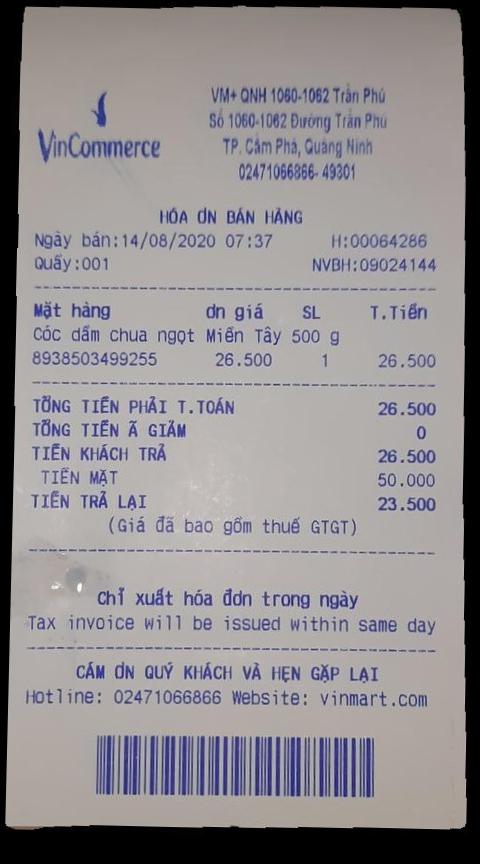 VinCommerce
VM+ QNH 1060-1062 Trần Phú
Số 1060-1062 Đường Trần Phú
TP. Cẩm Phả, Quảng Ninh
02471066866- 49301
HÓA ƠN BÁN HÀNG
Ngày bán:14/08/2020 07:37 H:00064286
Quầy:001 NVBH:09024144
Mặt hàng ơn giá SL T.Tiền
Cóc dầm chua ngọt Miền Tây 500 g
8938503499255 26.500 1 26.500
TỔNG TIỀN PHẢI T.TOÁN 26.500
TỔNG TIỀN Ã GIẢM 0
TIỀN KHÁCH TRẢ 26.500
TIỀN MẶT 50.000
TIỀN TRẢ LẠI 23.500
(Giá đã bao gồm thuế GTGT)
Chỉ xuất hóa đơn trong ngày
Tax invoice will be issued within same day
CÁM ƠN QUÝ KHÁCH VÀ HẸN GẶP LẠI
Hotline: 02471066866 Website: vinmart.com